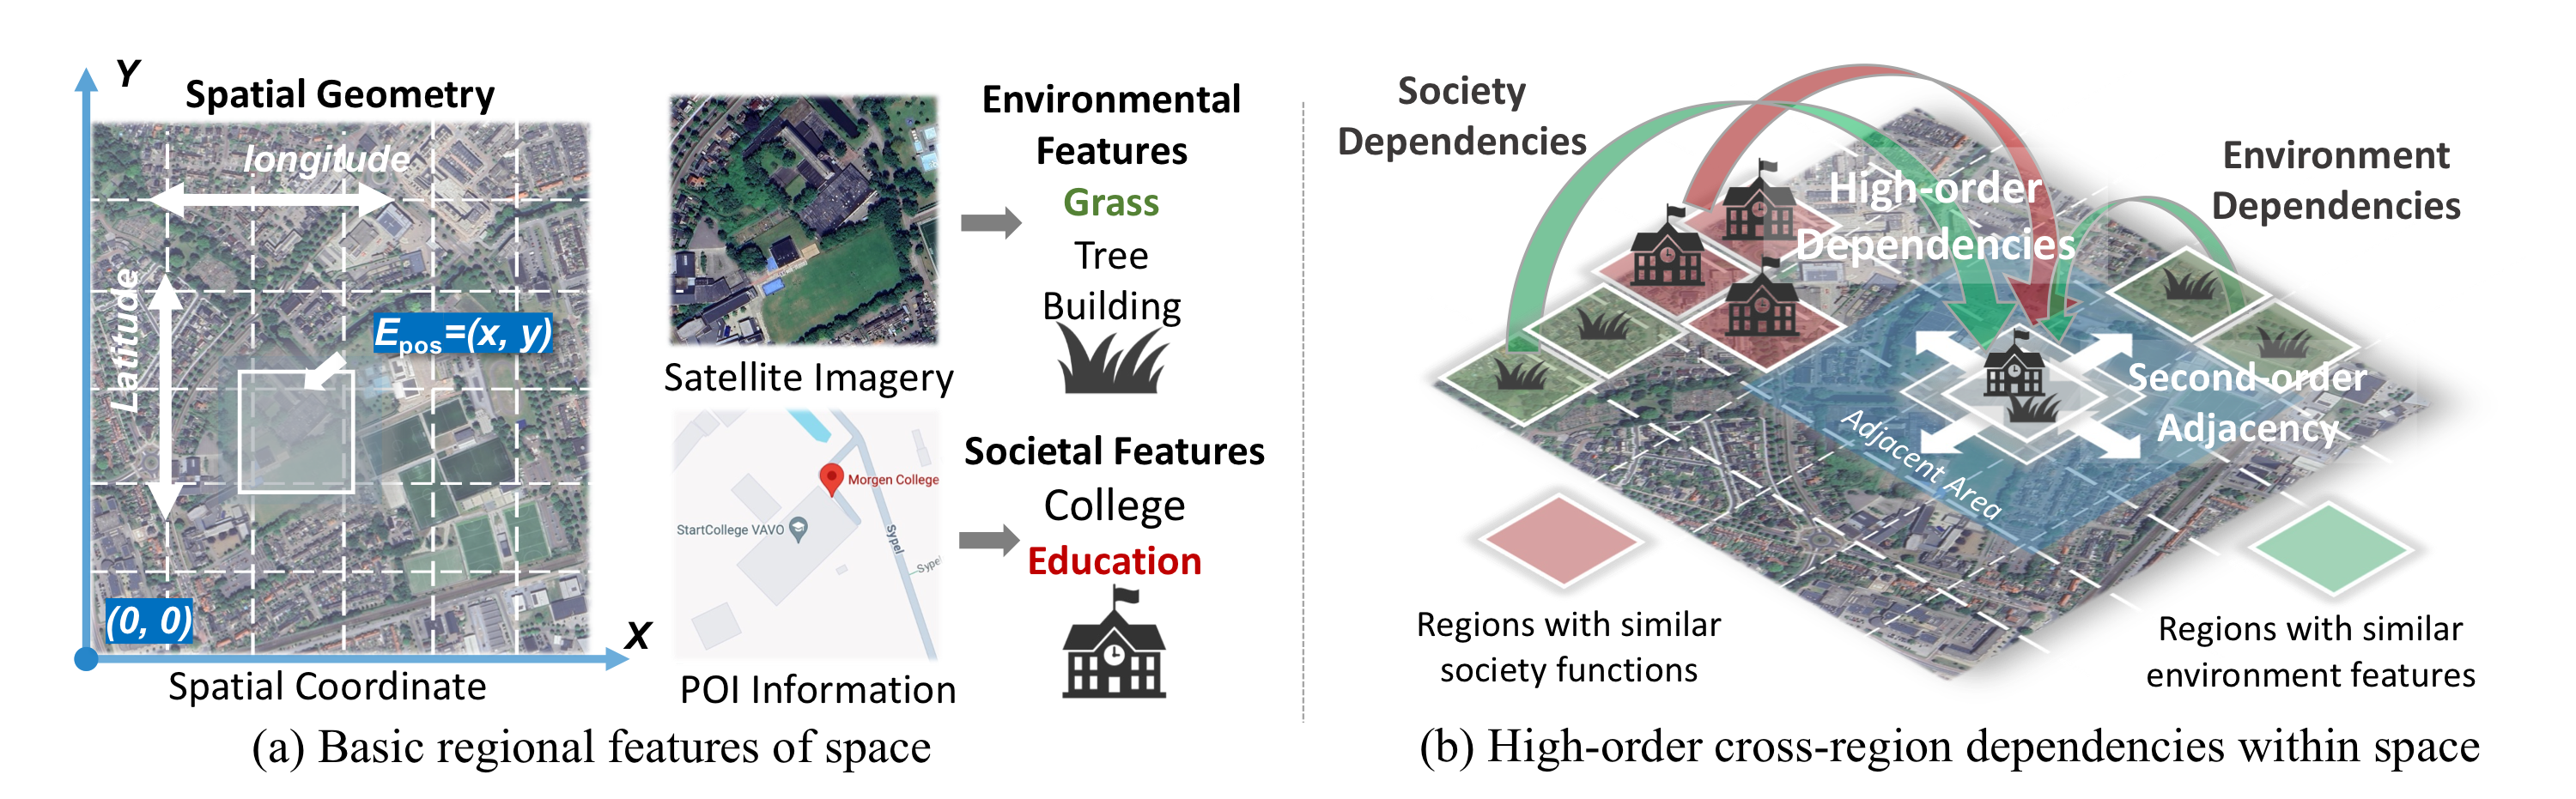 Y
Spatial Geometry
longitude
Latitude
E_pos=(x, y)
(0, 0)
X
Spatial Coordinate
Satellite Imagery
Environmental
Features
Grass
Tree
Building
Morgen College
StartCollege VAVO
Sypel
Sypel
POI Information
Societal Features
College
Education
(a) Basic regional features of space
Society
Dependencies
High-order
Dependencies
Environment
Dependencies
Second-order
Adjacency
Adjacent Area
Regions with similar
society functions
Regions with similar
environment features
(b) High-order cross-region dependencies within space